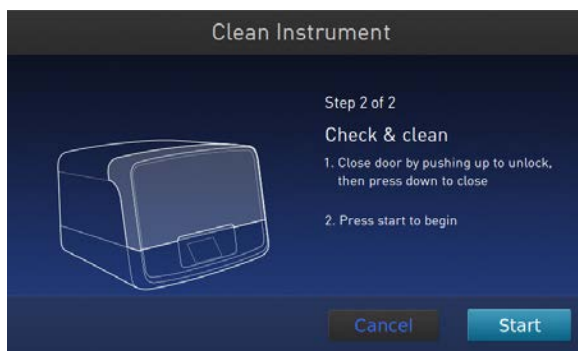 Clean Instrument
Step 2 of 2
Check & clean
1. Close door by pushing up to unlock,
then press down to close
2. Press start to begin
Cancel
Start